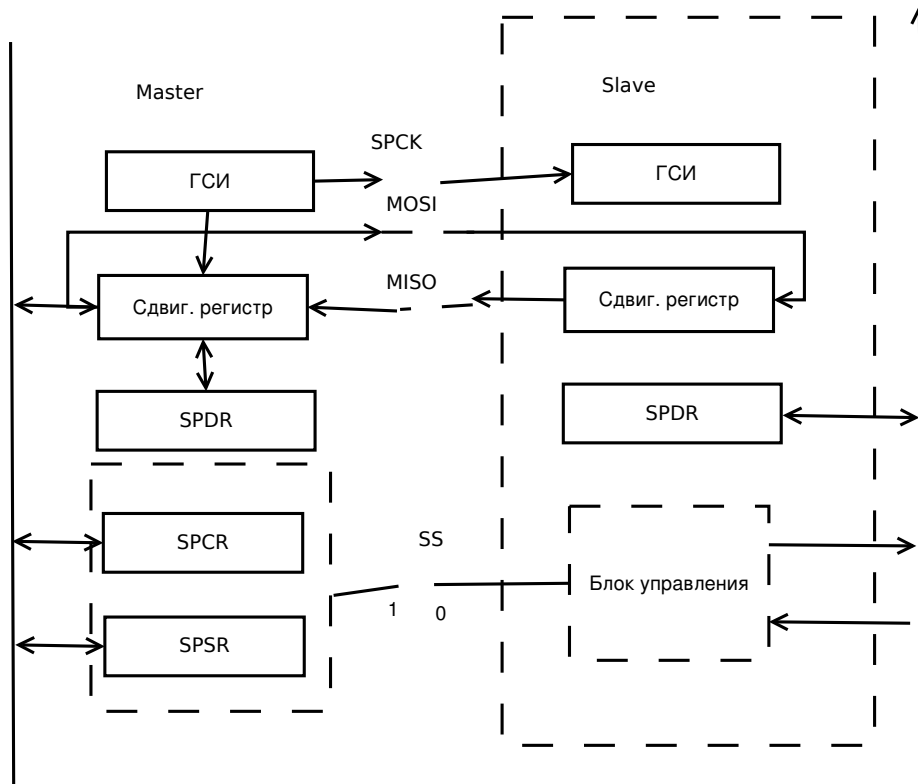 Master
Slave
SPCK
ГСИ
ГСИ
MOSI
MISO
Сдвиг. регистр
Сдвиг. регистр
SPDR
SPDR
SPCR
SS
Блок управления
1
0
SPSR